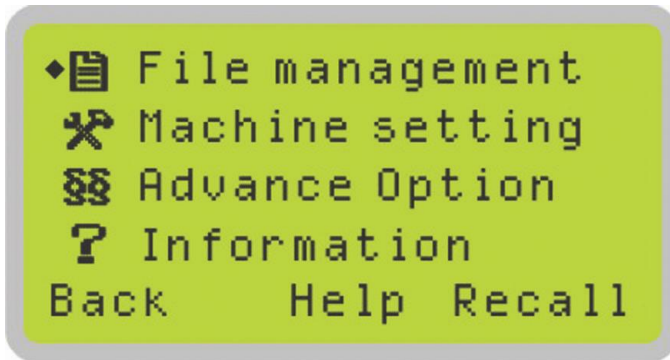 File management
Machine setting
§§ Advance Option
? Information
Back Help Recall